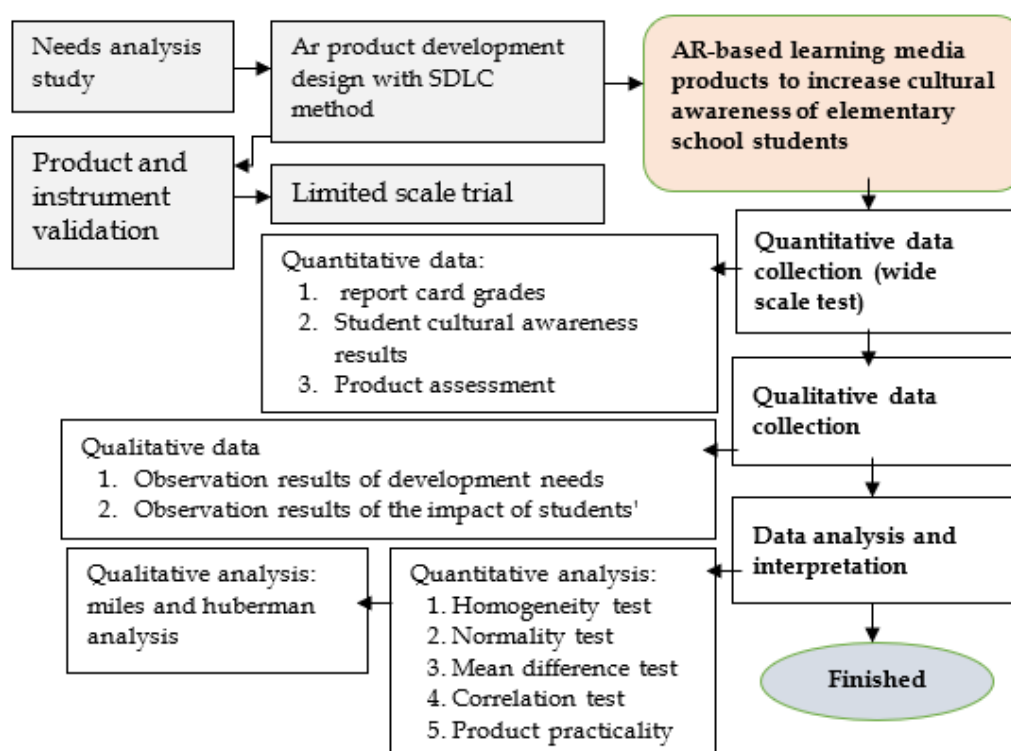 Needs analysis
study
Ar product development
design with SDLC
method
AR-based learning media
products to increase cultural
awareness of elementary
school students
Product and
instrument
validation
Limited scale trial
Quantitative data
collection (wide
scale test)
Quantitative data:
1. report card grades
2. Student cultural awareness
results
3. Product assessment
Qualitative data
collection
Qualitative data
1. Observation results of development needs
2. Observation results of the impact of students'
Data analysis and
interpretation
Quantitative analysis:
1. Homogeneity test
2. Normality test
3. Mean difference test
4. Correlation test
5. Product practicality
Qualitative analysis:
miles and huberman
analysis
Finished